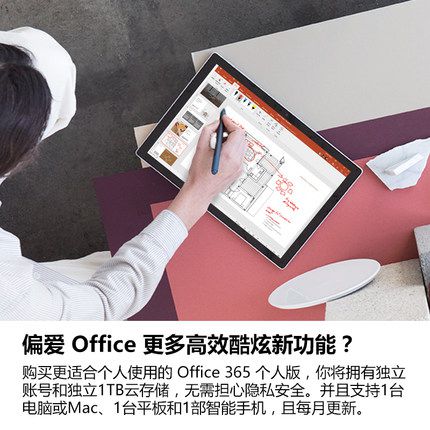 偏爱 Office 更多高效酷炫新功能？
购买更适合个人使用的 Office 365 个人版，你将拥有独立
账号和独立1TB云存储，无需担心隐私安全。并且支持1台
电脑或Mac、1台平板和1部智能手机，且每月更新。